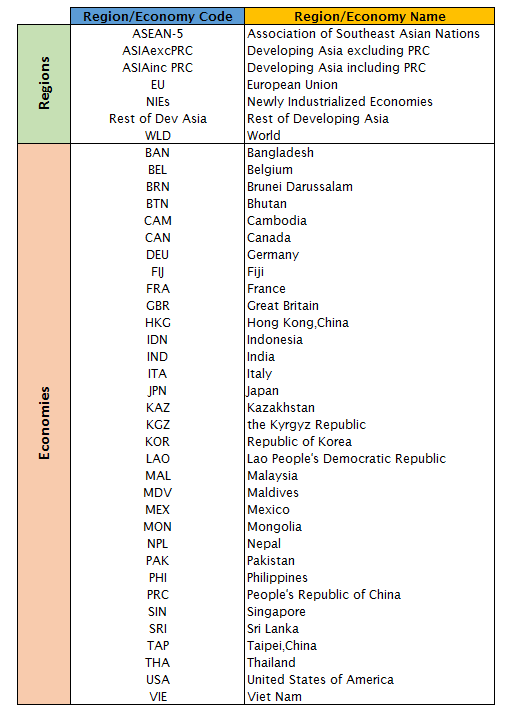 Region/Economy Code Region/Economy Name
Regions
ASEAN-5 Association of Southeast Asian Nations
ASIAexcPRC Developing Asia excluding PRC
ASIAinc PRC Developing Asia including PRC
EU European Union
NIEs Newly Industrialized Economies
Rest of Dev Asia Rest of Developing Asia
WLD World
Economies
BAN Bangladesh
BEL Belgium
BRN Brunei Darussalam
BTN Bhutan
CAM Cambodia
CAN Canada
DEU Germany
FIJ Fiji
FRA France
GBR Great Britain
HKG Hong Kong,China
IDN Indonesia
IND India
ITA Italy
JPN Japan
KAZ Kazakhstan
KGZ the Kyrgyz Republic
KOR Republic of Korea
LAO Lao People's Democratic Republic
MAL Malaysia
MDV Maldives
MEX Mexico
MON Mongolia
NPL Nepal
PAK Pakistan
PHI Philippines
PRC People's Republic of China
SIN Singapore
SRI Sri Lanka
TAP Taipei,China
THA Thailand
USA United States of America
VIE Viet Nam